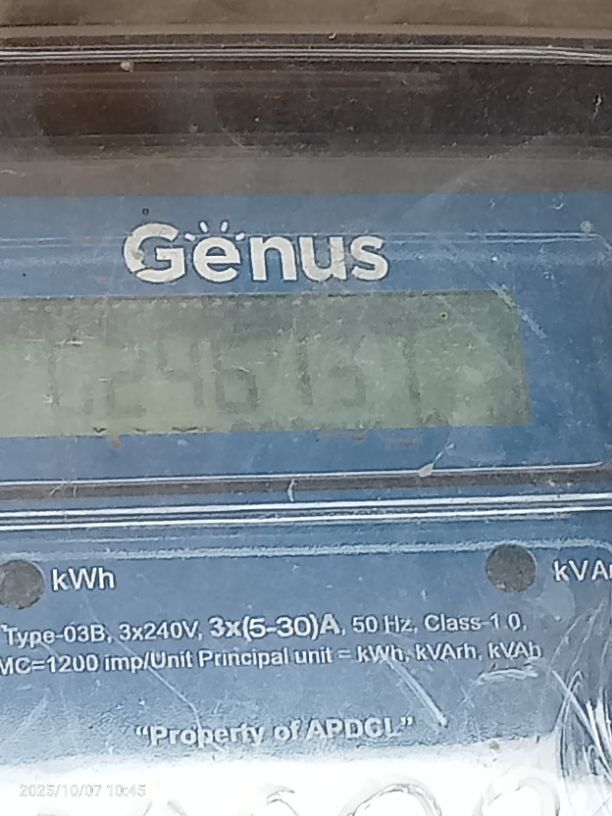 Genus
kWh
kVAr
Type-03B, 3x240V, 3x(5-30)A, 50 Hz, Class-1.0,
MC=1200 imp/Unit Principal unit = kWh, kVArh, kVAh
"Property of APDCL"
2025/10/07 10:45